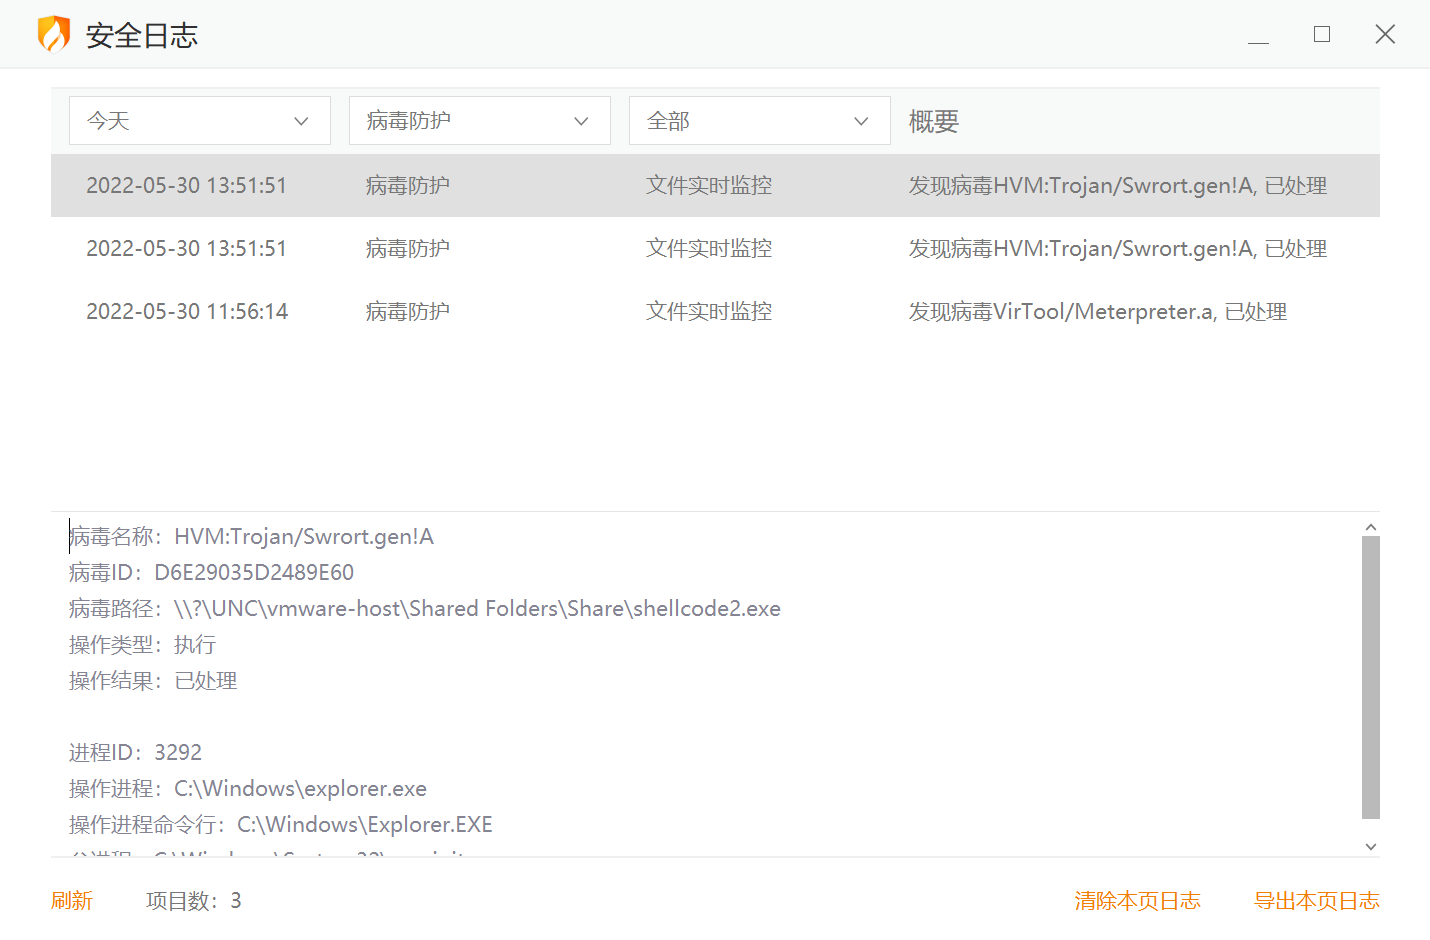 安全日志
今天 病毒防护 全部 概要
2022-05-30 13:51:51 病毒防护 文件实时监控 发现病毒HVM:Trojan/Swrort.gen!A, 已处理
2022-05-30 13:51:51 病毒防护 文件实时监控 发现病毒HVM:Trojan/Swrort.gen!A, 已处理
2022-05-30 11:56:14 病毒防护 文件实时监控 发现病毒VirTool/Meterpreter.a, 已处理
病毒名称：HVM:Trojan/Swrort.gen!A
病毒ID：D6E29035D2489E60
病毒路径：\\?\UNC\vmware-host\Shared Folders\Share\shellcode2.exe
操作类型：执行
操作结果：已处理
进程ID：3292
操作进程：C:\Windows\explorer.exe
操作进程命令行：C:\Windows\Explorer.EXE
刷新 项目数：3 清除本页日志 导出本页日志